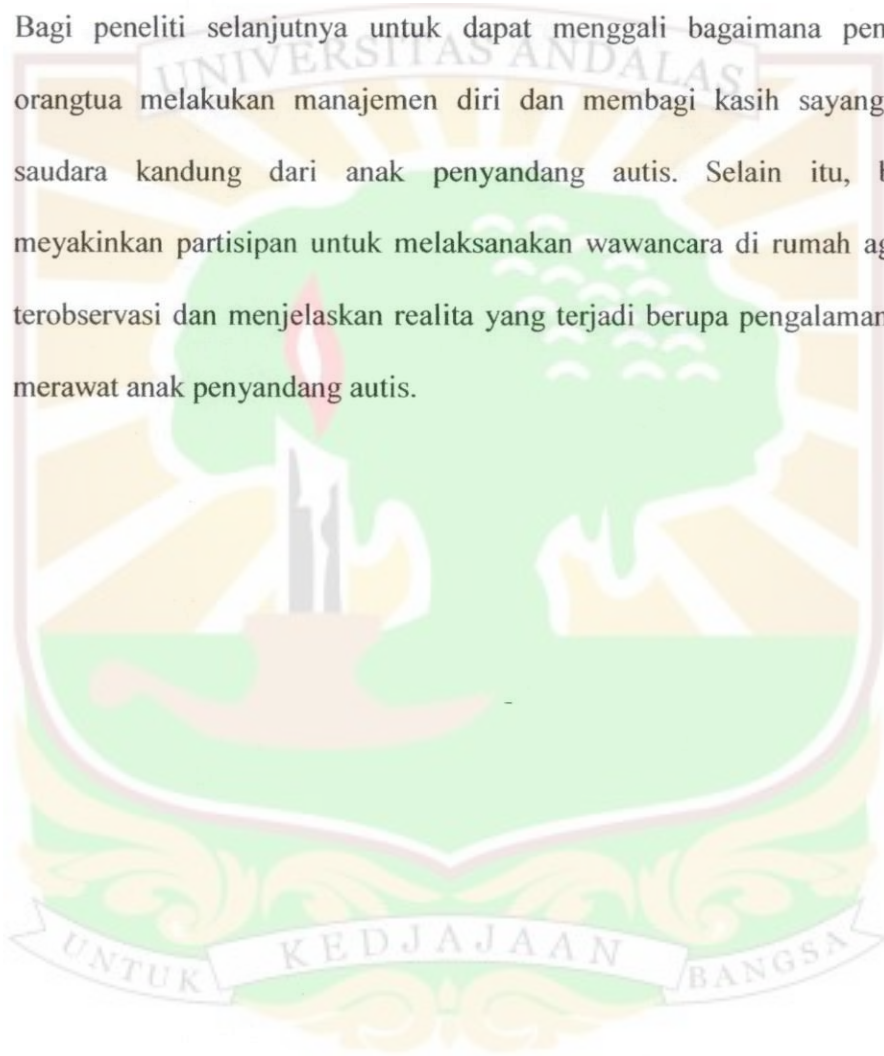 Bagi peneliti selanjutnya untuk dapat menggali bagaimana
UNIVERSITAS ANDALAS
orangtua melakukan manajemen diri dan membagi kasih sayang
saudara kandung dari anak penyandang autis. Selain itu,
meyakinkan partisipan untuk melaksanakan wawancara di rumah
terobservasi dan menjelaskan realita yang terjadi berupa pengalaman
merawat anak penyandang autis.
UNTUK KEDJAJAAN BANGSA